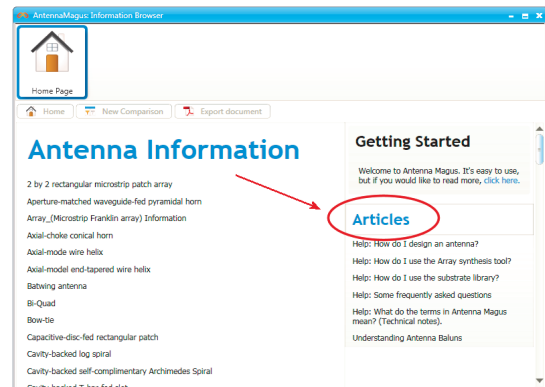 AntennaMagus: Information Browser
Home Page
Home
New Comparison
Export document
Antenna Information
2 by 2 rectangular microstrip patch array
Aperture-matched waveguide-fed pyramidal horn
Array_(Microstrip Franklin array) Information
Axial-choke conical horn
Axial-mode wire helix
Axial-model end-tapered wire helix
Batwing antenna
Bi-Quad
Bow-tie
Capacitive-disc-fed rectangular patch
Cavity-backed log spiral
Cavity-backed self-complimentary Archimedes Spiral
Cavity-backed T-bar fed slot
Getting Started
Welcome to Antenna Magus. It's easy to use,
but if you would like to read more, click here.
Articles
Help: How do I design an antenna?
Help: How do I use the Array synthesis tool?
Help: How do I use the substrate library?
Help: Some frequently asked questions
Help: What do the terms in Antenna Magus
mean? (Technical notes).
Understanding Antenna Baluns